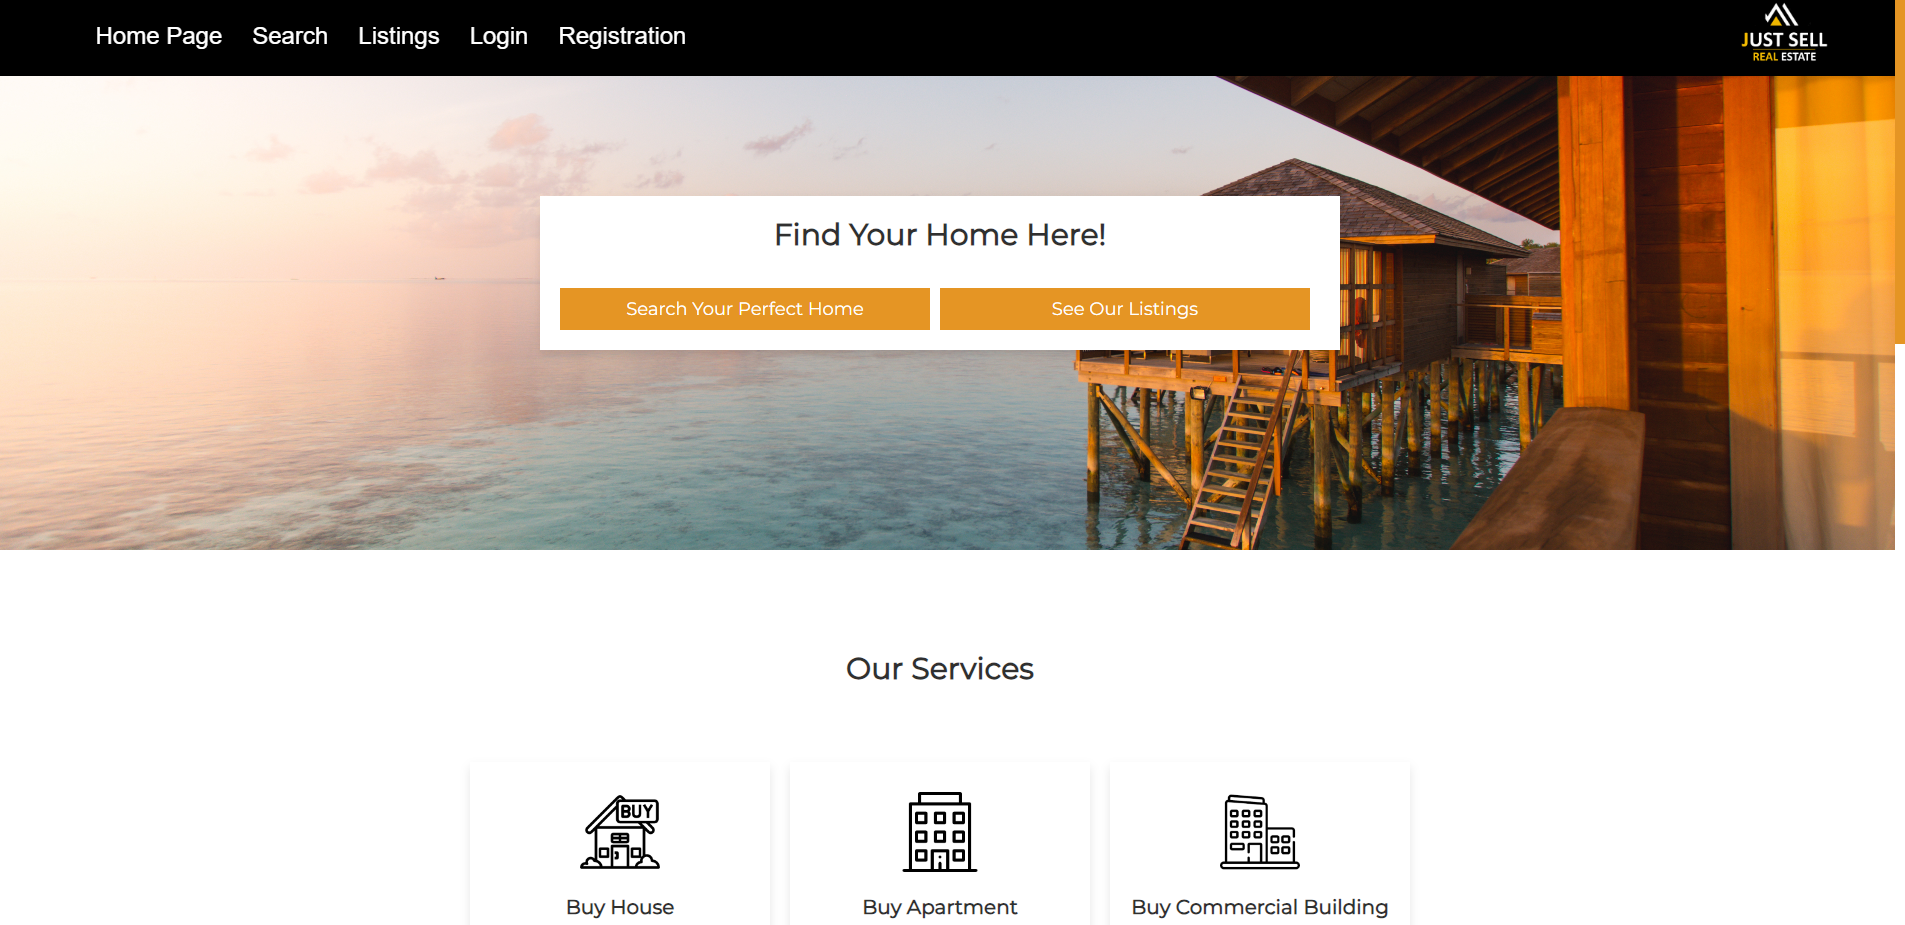 Home Page Search Listings Login Registration
JUST SELL
REAL ESTATE
Find Your Home Here!
Search Your Perfect Home See Our Listings
Our Services
BUY
Buy House Buy Apartment Buy Commercial Building